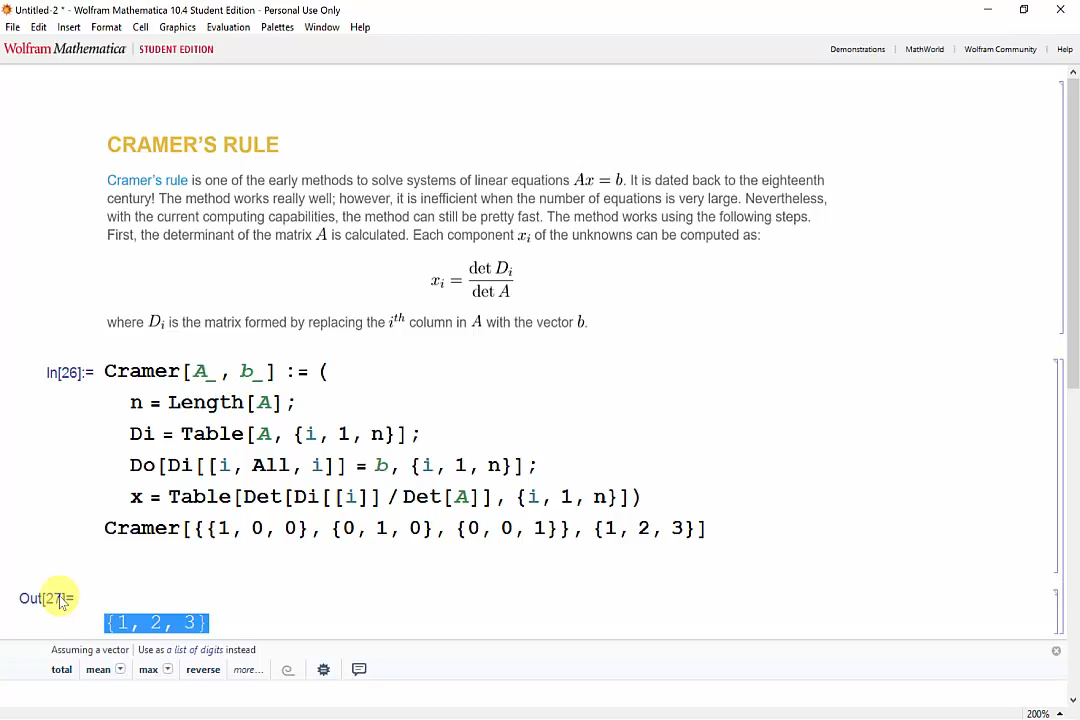 Untitled-2 * - Wolfram Mathematica 10.4 Student Edition - Personal Use Only
File Edit Insert Format Cell Graphics Evaluation Palettes Window Help
Wolfram Mathematica STUDENT EDITION Demonstrations MathWorld Wolfram Community Help
CRAMER'S RULE
Cramer's rule is one of the early methods to solve systems of linear equations Ax = b. It is dated back to the eighteenth
century! The method works really well; however, it is inefficient when the number of equations is very large. Nevertheless,
with the current computing capabilities, the method can still be pretty fast. The method works using the following steps.
First, the determinant of the matrix A is calculated. Each component xi of the unknowns can be computed as:
xi = det Di / det A
where Di is the matrix formed by replacing the ith column in A with the vector b.
In[26]:= Cramer[A_, b_] := (
n = Length[A];
Di = Table[A, {i, 1, n}];
Do[Di[[i, All, i]] = b, {i, 1, n}];
x = Table[Det[Di[[i]] / Det[A]], {i, 1, n}])
Cramer[{{1, 0, 0}, {0, 1, 0}, {0, 0, 1}}, {1, 2, 3}]
Out[27]=
{1, 2, 3}
Assuming a vector | Use as a list of digits instead
total mean max reverse more...
200%